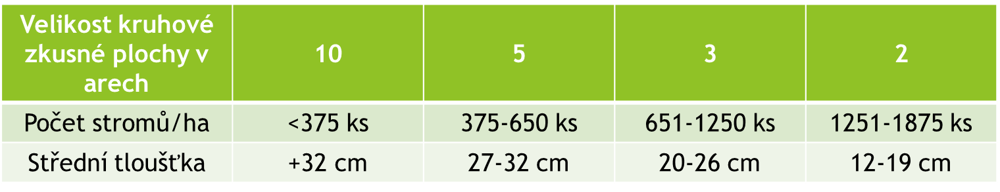 Velikost kruhové
zkusné plochy v
arech
10
5
3
2
Počet stromů/ha
<375 ks
375-650 ks
651-1250 ks
1251-1875 ks
Střední tloušťka
+32 cm
27-32 cm
20-26 cm
12-19 cm